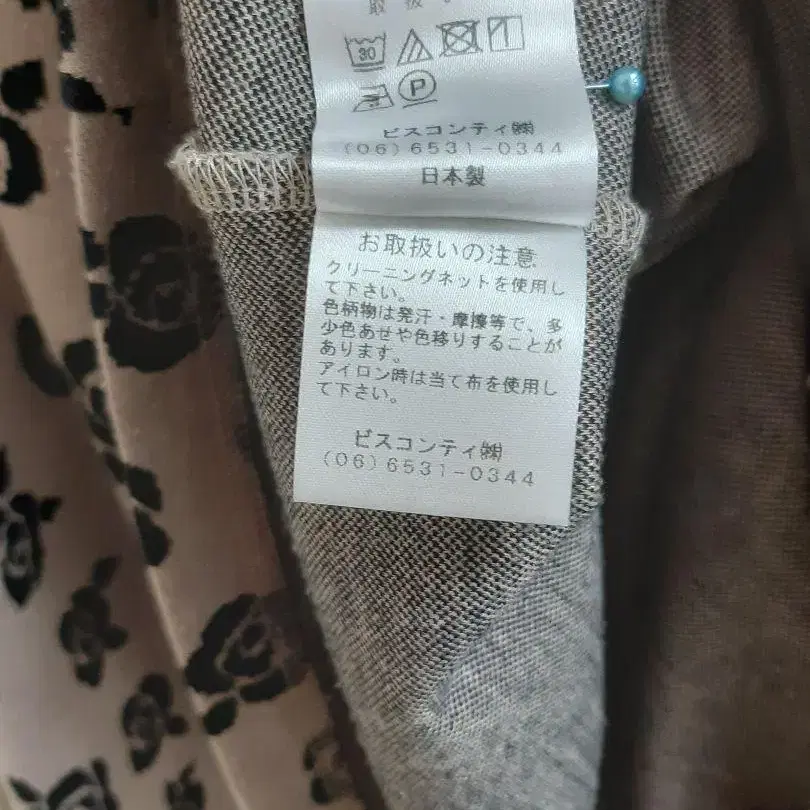 取扱
30
P
ビスコンティ㈱
(06)6531-0344
日本製
お取扱いの注意
クリーニングネットを使用し
て下さい。
色柄物は発汗・摩擦等で、多
少色あせや色移りすることが
あります。
アイロン時は当て布を使用し
て下さい。
ビスコンティ㈱
(06)6531-0344